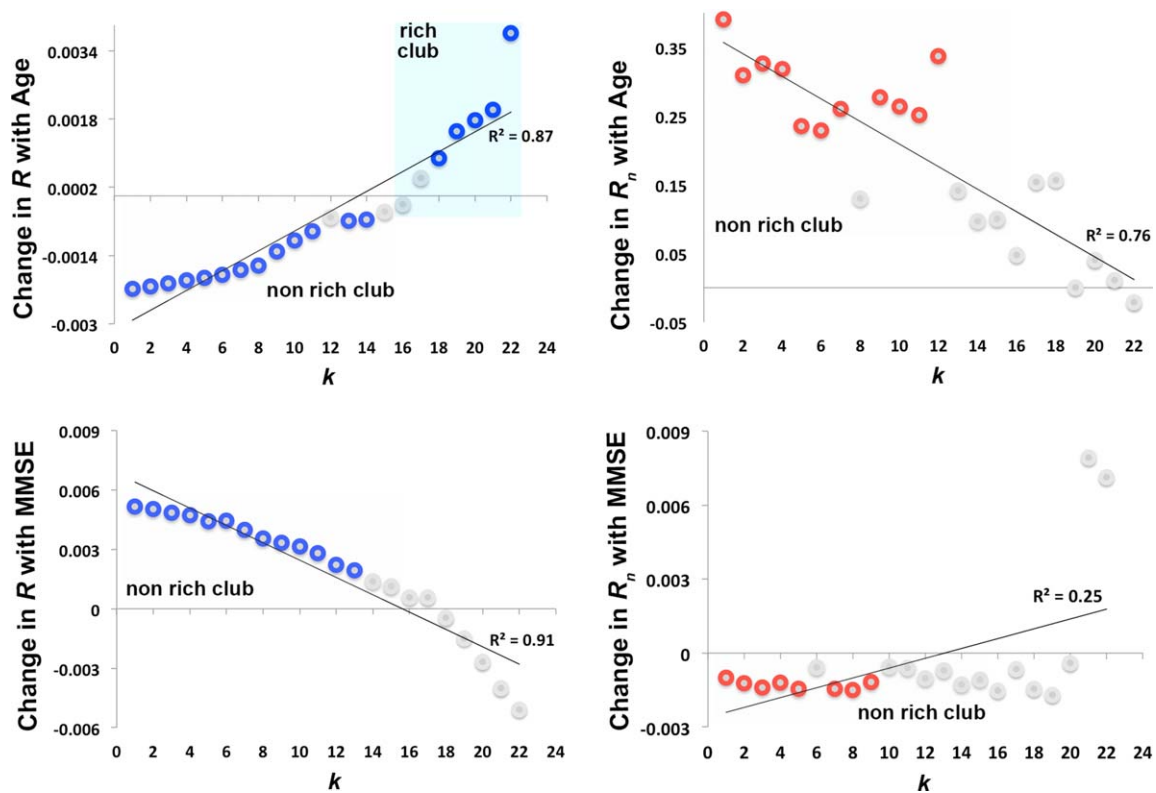 Change in R with Age
0.0034
0.0018
0.0002
-0.0014
-0.003
rich
club
R² = 0.87
non rich club
0 2 4 6 8 10 12 14 16 18 20 22 24
k
Change in Rn with Age
0.35
0.25
0.15
0.05
-0.05
non rich club
R² = 0.76
0 2 4 6 8 10 12 14 16 18 20 22
k
Change in R with MMSE
0.009
0.006
0.003
0
-0.003
-0.006
non rich club
R² = 0.91
0 2 4 6 8 10 12 14 16 18 20 22 24
k
Change in Rn with MMSE
0.009
0.006
0.003
0
-0.003
R² = 0.25
non rich club
0 2 4 6 8 10 12 14 16 18 20 22 24
k